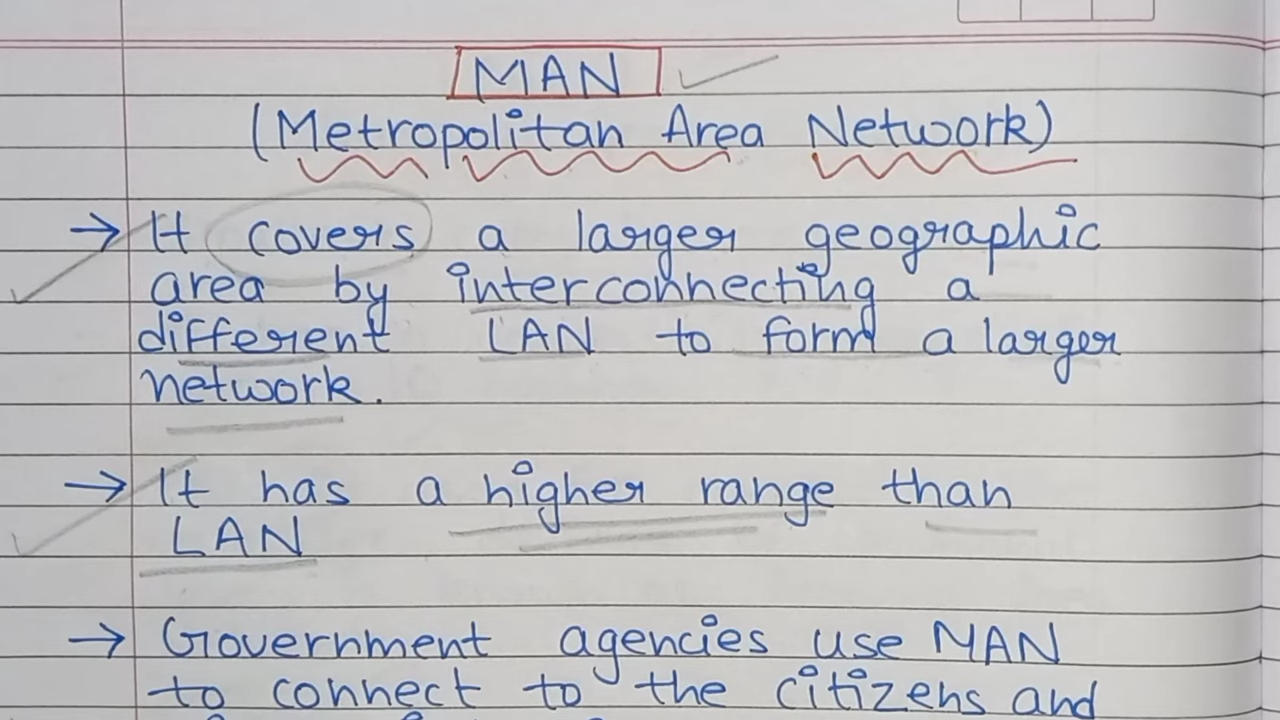 MAN
(Metropolitan Area Network)
→ It covers a larger geographic
area by interconnecting a
different LAN to form a larger
network.
→ It has a higher range than
LAN
→ Government agencies use MAN
to connect to the citizens and